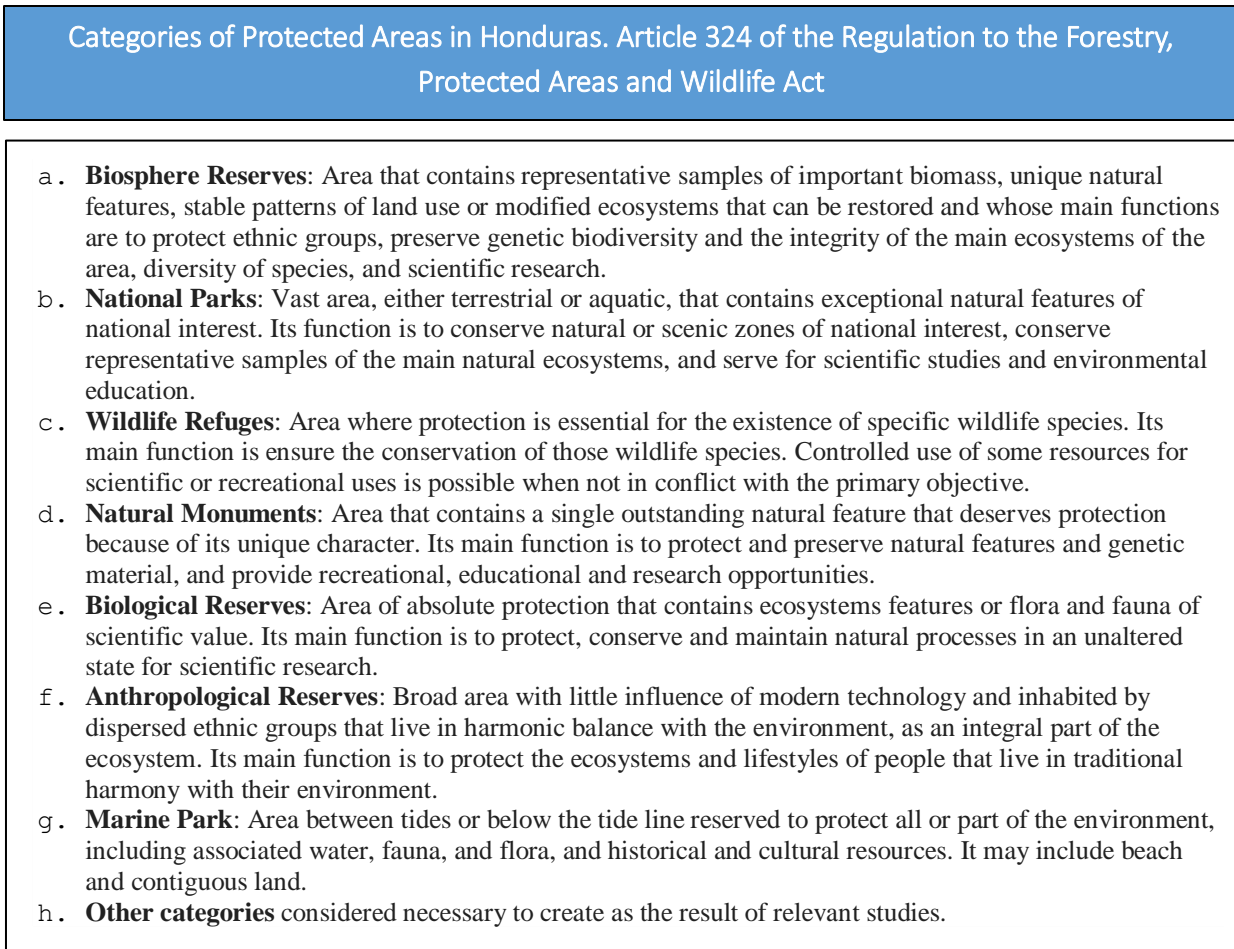 Categories of Protected Areas in Honduras. Article 324 of the Regulation to the Forestry,
Protected Areas and Wildlife Act
a. Biosphere Reserves: Area that contains representative samples of important biomass, unique natural
features, stable patterns of land use or modified ecosystems that can be restored and whose main functions
are to protect ethnic groups, preserve genetic biodiversity and the integrity of the main ecosystems of the
area, diversity of species, and scientific research.
b. National Parks: Vast area, either terrestrial or aquatic, that contains exceptional natural features of
national interest. Its function is to conserve natural or scenic zones of national interest, conserve
representative samples of the main natural ecosystems, and serve for scientific studies and environmental
education.
c. Wildlife Refuges: Area where protection is essential for the existence of specific wildlife species. Its
main function is ensure the conservation of those wildlife species. Controlled use of some resources for
scientific or recreational uses is possible when not in conflict with the primary objective.
d. Natural Monuments: Area that contains a single outstanding natural feature that deserves protection
because of its unique character. Its main function is to protect and preserve natural features and genetic
material, and provide recreational, educational and research opportunities.
e. Biological Reserves: Area of absolute protection that contains ecosystems features or flora and fauna of
scientific value. Its main function is to protect, conserve and maintain natural processes in an unaltered
state for scientific research.
f. Anthropological Reserves: Broad area with little influence of modern technology and inhabited by
dispersed ethnic groups that live in harmonic balance with the environment, as an integral part of the
ecosystem. Its main function is to protect the ecosystems and lifestyles of people that live in traditional
harmony with their environment.
g. Marine Park: Area between tides or below the tide line reserved to protect all or part of the environment,
including associated water, fauna, and flora, and historical and cultural resources. It may include beach
and contiguous land.
h. Other categories considered necessary to create as the result of relevant studies.